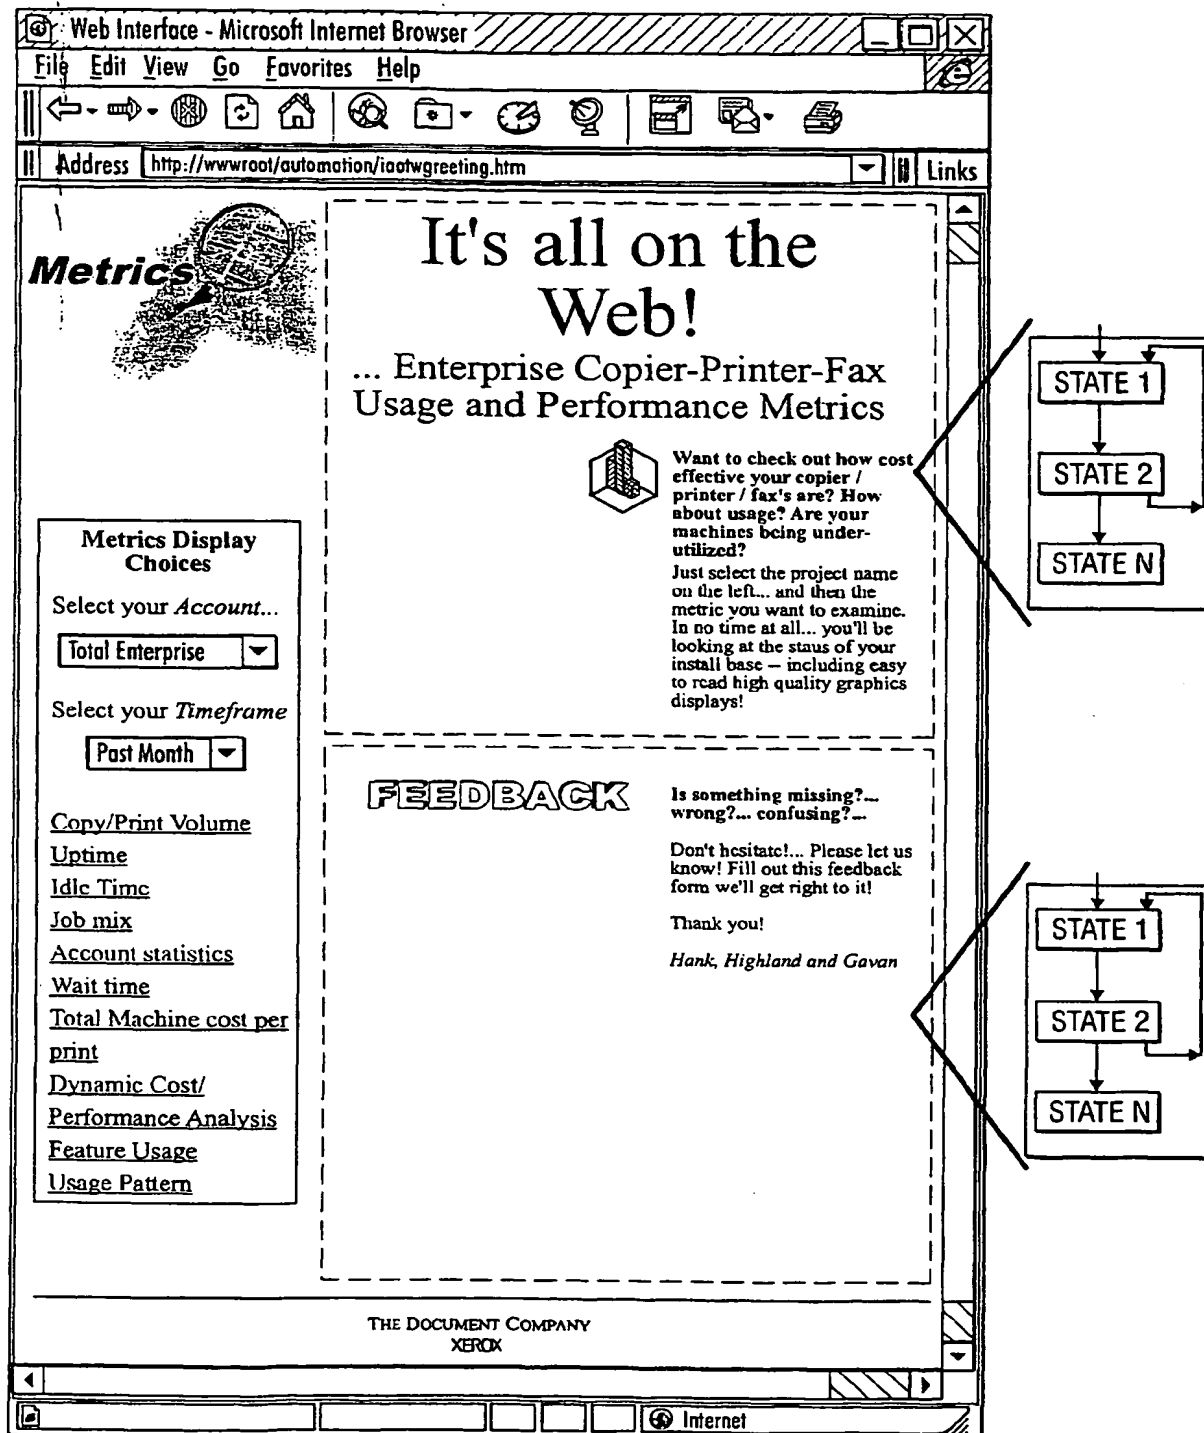 Web Interface - Microsoft Internet Browser
File Edit View Go Favorites Help
Address http://wwwroot/automation/iaotwgreeting.htm Links
Metrics
It's all on the
Web!
... Enterprise Copier-Printer-Fax
Usage and Performance Metrics
Want to check out how cost
effective your copier /
printer / fax's are? How
about usage? Are your
machines being under-
utilized?
Just select the project name
on the left... and then the
metric you want to examine.
In no time at all... you'll be
looking at the staus of your
install base — including easy
to read high quality graphics
displays!
Metrics Display
Choices
Select your Account...
Total Enterprise
Select your Timeframe
Past Month
Copy/Print Volume
Uptime
Idle Time
Job mix
Account statistics
Wait time
Total Machine cost per
print
Dynamic Cost/
Performance Analysis
Feature Usage
Usage Pattern
FEEDBACK
Is something missing?...
wrong?... confusing?...
Don't hesitate!... Please let us
know! Fill out this feedback
form we'll get right to it!
Thank you!
Hank, Highland and Gavan
THE DOCUMENT COMPANY
XEROX
Internet
STATE 1
STATE 2
STATE N
STATE 1
STATE 2
STATE N